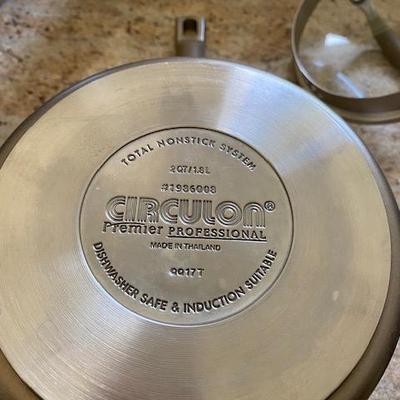 TOTAL NONSTICK SYSTEM
2QT/1.8L
#1986008
CIRCULON®
Premier PROFESSIONAL
MADE IN THAILAND
0017T
DISHWASHER SAFE & INDUCTION SUITABLE